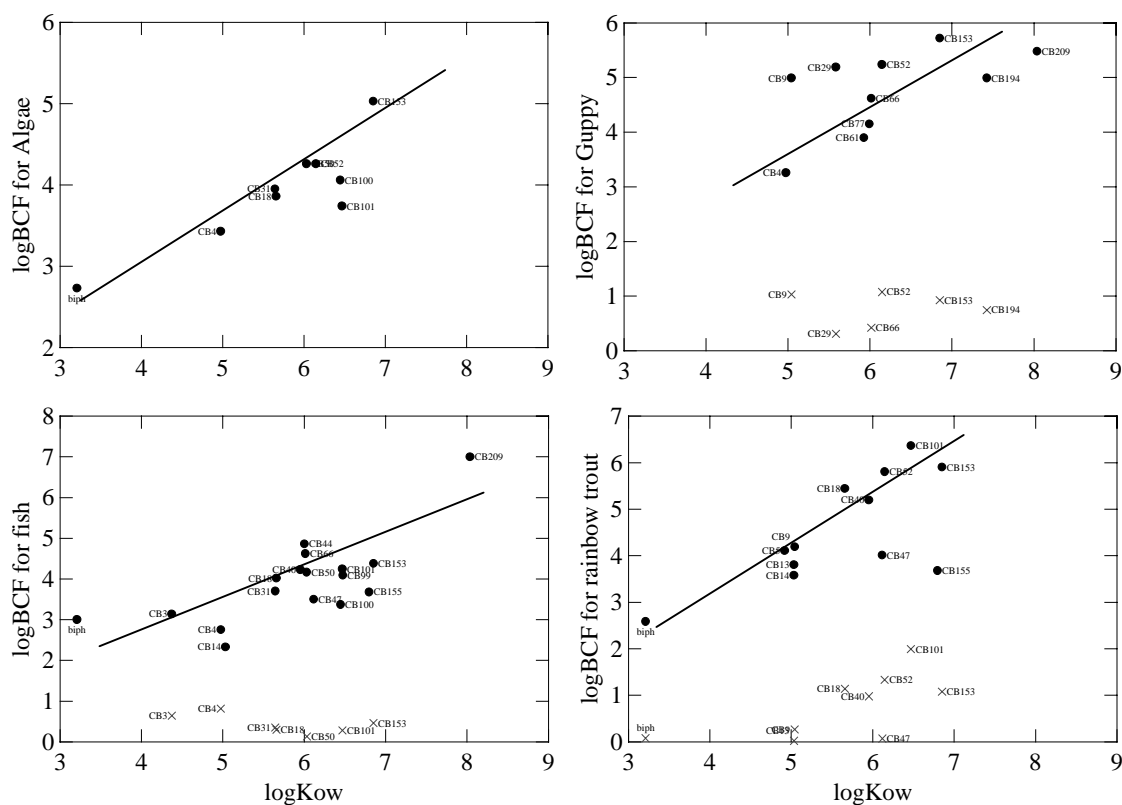 logBCF for Algae
6
5
4
3
2
CB153
CB52
CB31
CB18
CB100
CB101
CB4
biph
3 4 5 6 7 8 9
logBCF for Guppy
6
5
4
3
2
1
0
CB153
CB209
CB52
CB29
CB9
CB194
CB66
CB77
CB61
CB4
CB9
CB52
CB153
CB194
CB66
CB29
3 4 5 6 7 8 9
logBCF for fish
8
7
6
5
4
3
2
1
0
CB209
CB44
CB66
CB153
CB40
CB50
CB101
CB99
CB18
CB31
CB155
CB47
CB100
CB3
biph
CB4
CB14
CB3
CB4
CB31
CB18
CB50
CB101
CB153
3 4 5 6 7 8 9
logKow
logBCF for rainbow trout
7
6
5
4
3
2
1
0
CB101
CB153
CB52
CB18
CB40
CB9
CB5
CB47
CB13
CB14
CB155
biph
CB101
CB52
CB18
CB40
CB153
biph
CB9
CB47
3 4 5 6 7 8 9
logKow